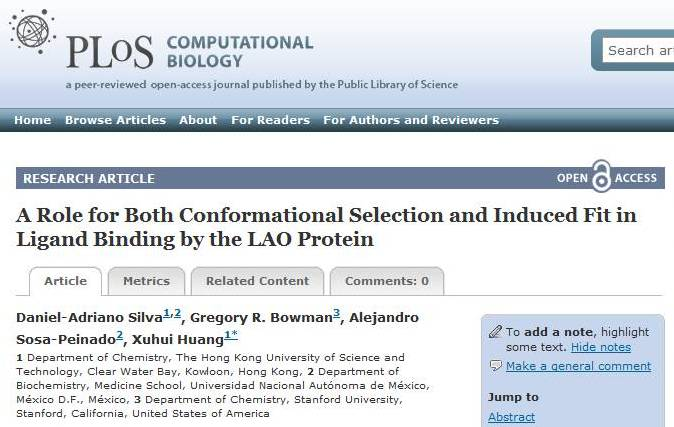 PLoS COMPUTATIONAL
BIOLOGY
a peer-reviewed open-access journal published by the Public Library of Science
Search
Home Browse Articles About For Readers For Authors and Reviewers
RESEARCH ARTICLE
OPEN ACCESS
A Role for Both Conformational Selection and Induced Fit in
Ligand Binding by the LAO Protein
Article Metrics Related Content Comments: 0
Daniel-Adriano Silva1,2, Gregory R. Bowman3, Alejandro
Sosa-Peinado2, Xuhui Huang1*
1 Department of Chemistry, The Hong Kong University of Science and
Technology, Clear Water Bay, Kowloon, Hong Kong, 2 Department of
Biochemistry, Medicine School, Universidad Nacional Autónoma de México,
México D.F., México, 3 Department of Chemistry, Stanford University,
Stanford, California, United States of America
To add a note, highlight
some text. Hide notes
Make a general comment
Jump to
Abstract